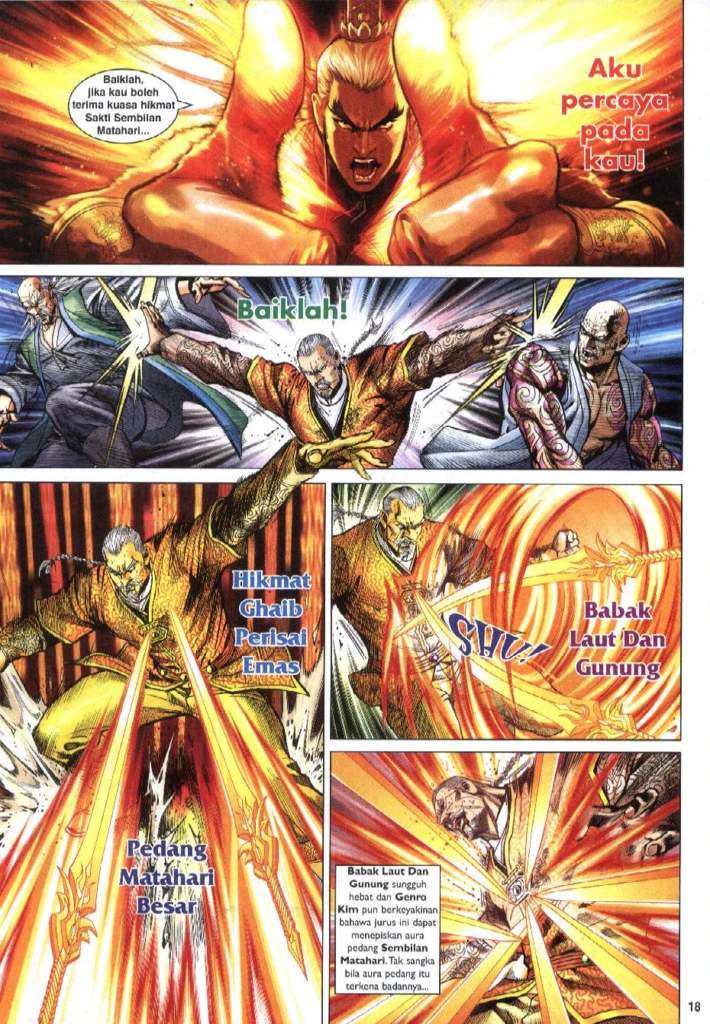 Baiklah,
jika kau boleh
terima kuasa hikmat
Sakti Sembilan
Matahari...
Aku
percaya
pada
kau!
Baiklah!
Hikmat
Ghaib
Perisai
Emas
Pedang
Matahari
Besar
SHU!
Babak
Laut Dan
Gunung
Babak Laut Dan
Gunung sungguh
hebat dan Genro
Kim pun berkeyakinan
bahawa jurus ini dapat
menepiskan aura
pedang Sembilan
Matahari. Tak sangka
bila aura pedang itu
terkena badannya...
18